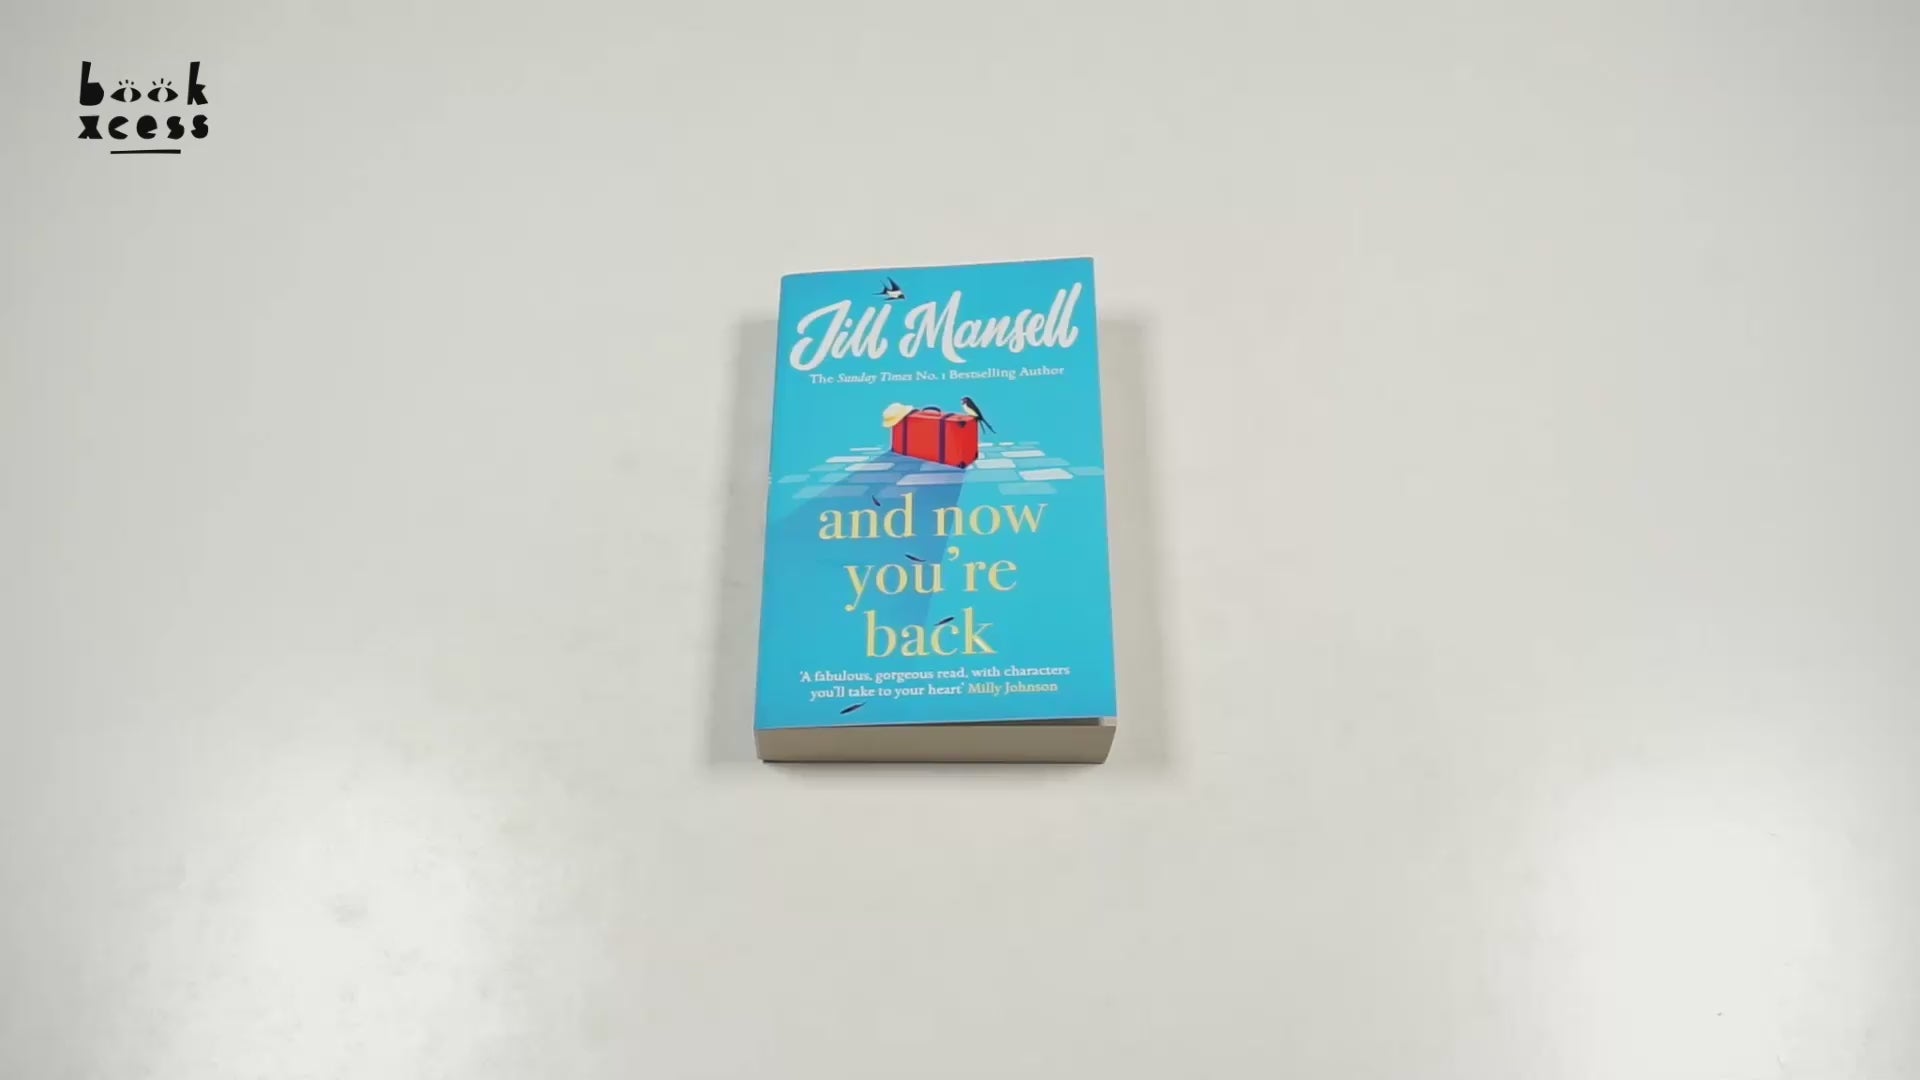 book
xcess
Jill Mansell
The Sunday Times No. 1 Bestselling Author
and now
you're
back
'A fabulous, gorgeous read, with characters
you'll take to your heart' Milly Johnson